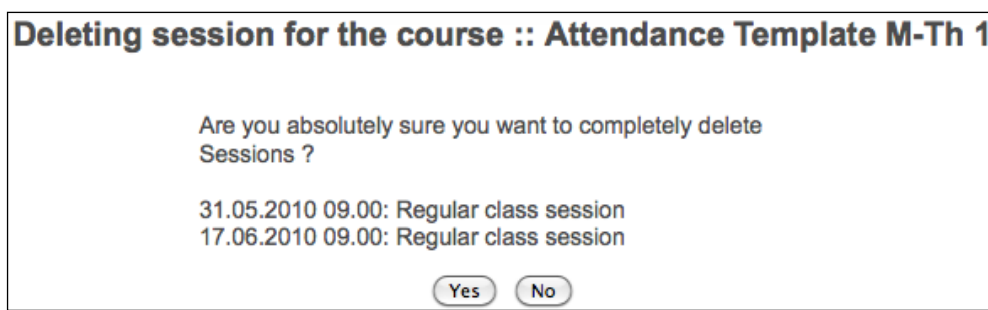 Deleting session for the course :: Attendance Template M-Th 1
Are you absolutely sure you want to completely delete
Sessions ?
31.05.2010 09.00: Regular class session
17.06.2010 09.00: Regular class session
Yes No